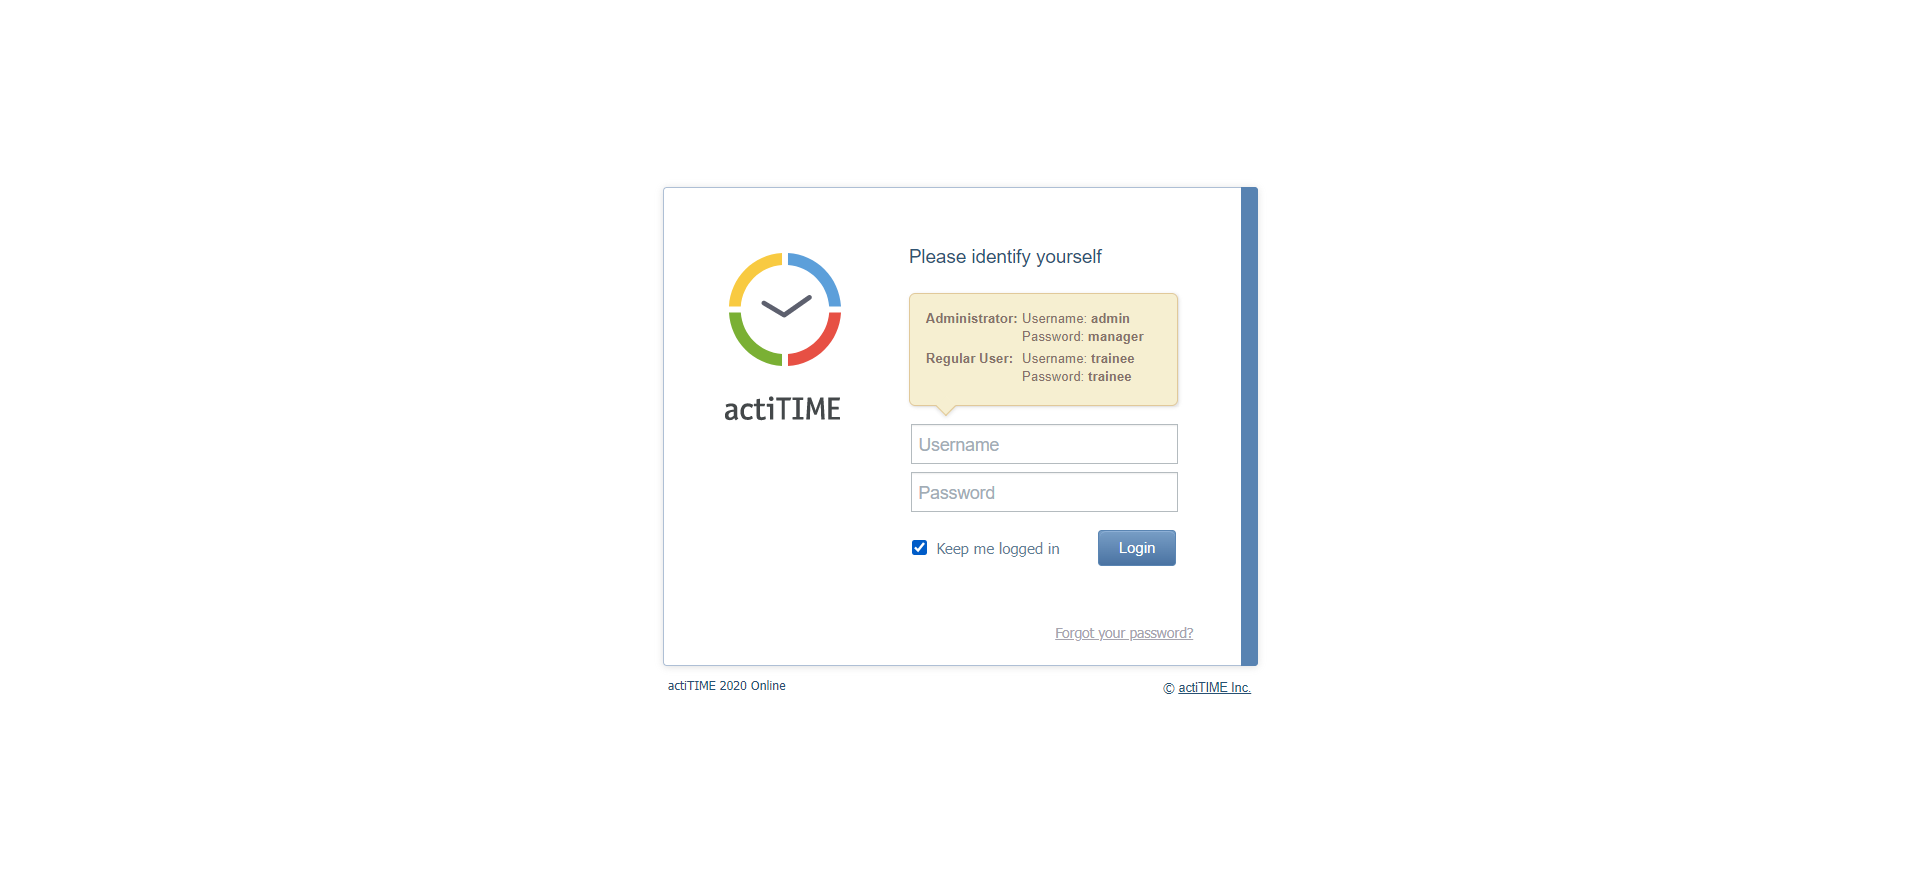 actiTIME
Please identify yourself
Administrator: Username: admin
Password: manager
Regular User: Username: trainee
Password: trainee
Username
Password
Keep me logged in
Login
Forgot your password?
actiTIME 2020 Online
© actiTIME Inc.